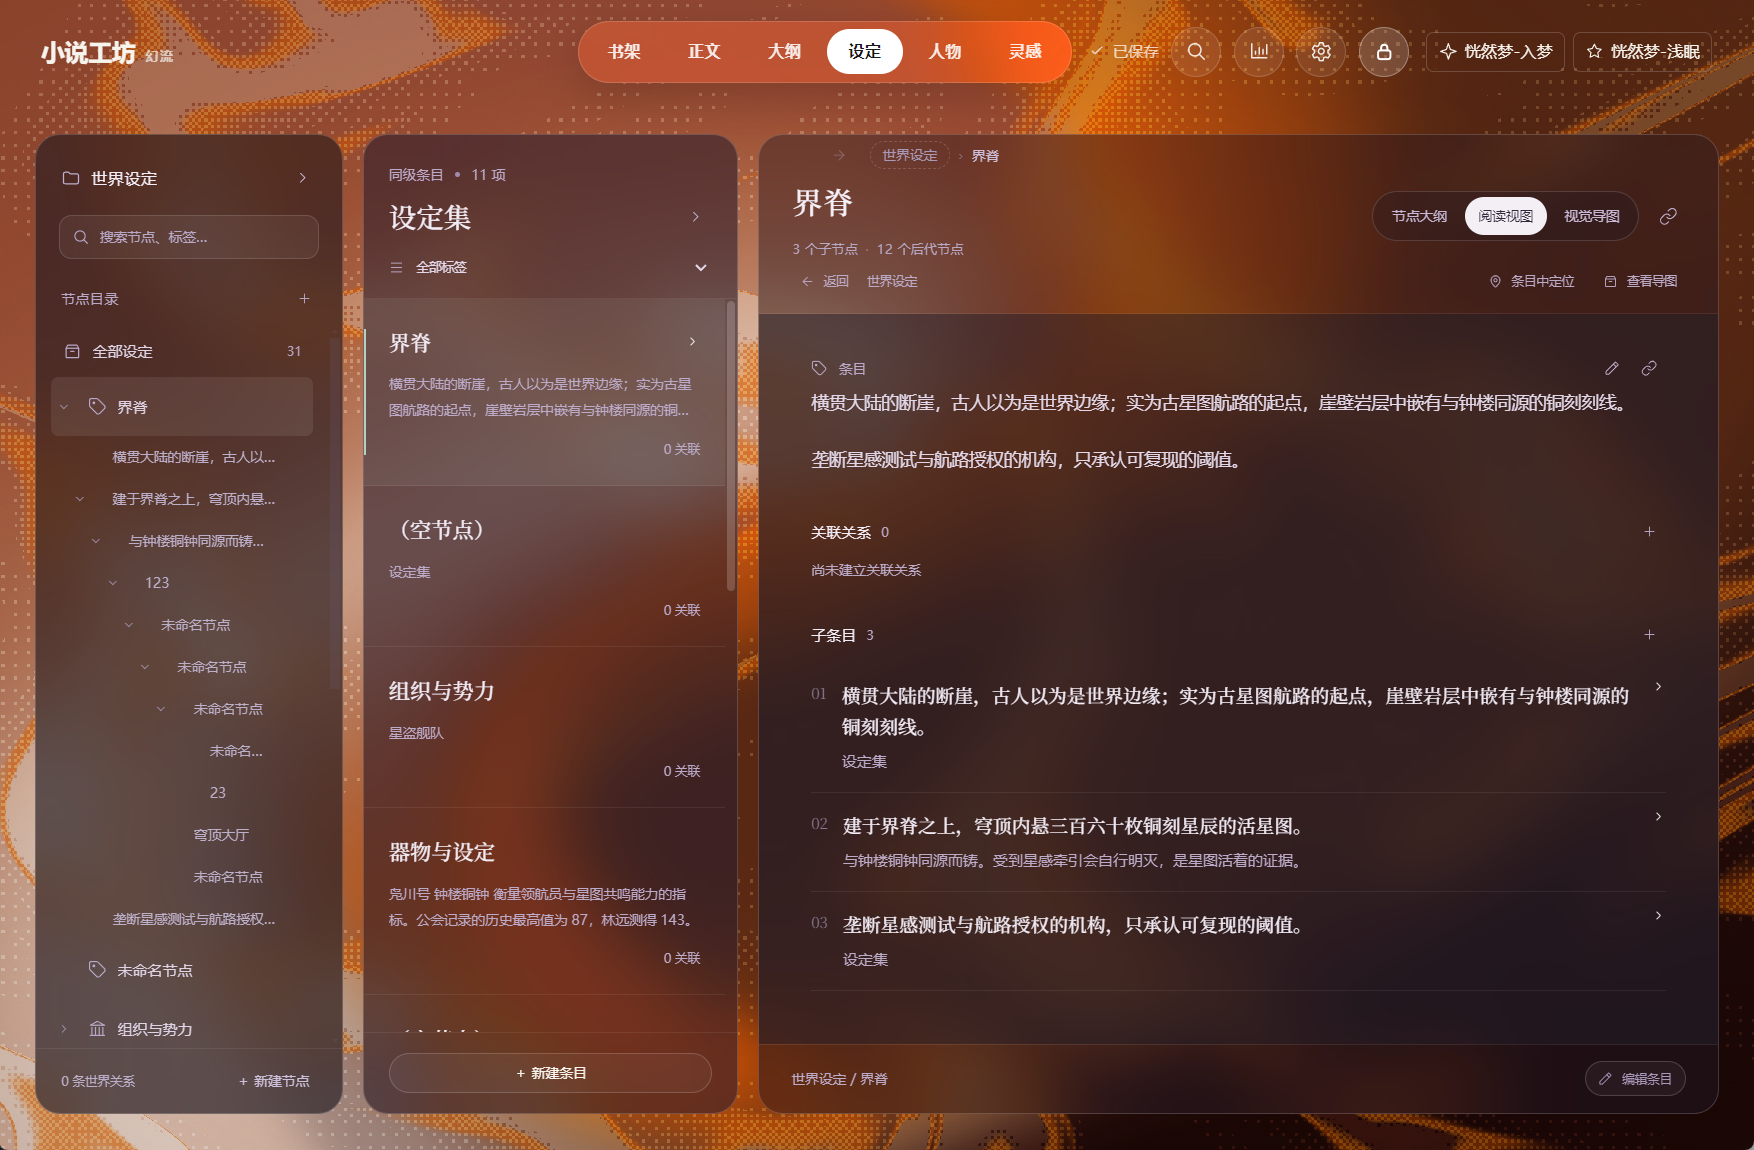 小说工坊 幻流
书架 正文 大纲 设定 人物 灵感
已保存
恍然梦-入梦
恍然梦-浅眠
世界设定
搜索节点、标签...
节点目录
全部设定 31
界脊
横贯大陆的断崖，古人以...
建于界脊之上，穹顶内悬...
与钟楼铜钟同源而铸...
123
未命名节点
未命名节点
未命名节点
未命名...
23
穹顶大厅
未命名节点
垄断星感测试与航路授权...
未命名节点
组织与势力
0 条世界关系 + 新建节点
同级条目 • 11 项
设定集
全部标签
界脊
横贯大陆的断崖，古人以为是世界边缘；实为古星
图航路的起点，崖壁岩层中嵌有与钟楼同源的铜...
0 关联
（空节点）
设定集
0 关联
组织与势力
星盗舰队
0 关联
器物与设定
凫川号 钟楼铜钟 衡量领航员与星图共鸣能力的指
标。公会记录的历史最高值为 87，林远测得 143。
0 关联
+ 新建条目
世界设定 › 界脊
界脊
3 个子节点 · 12 个后代节点
返回 世界设定
节点大纲 阅读视图 视觉导图
条目中定位 查看导图
条目
横贯大陆的断崖，古人以为是世界边缘；实为古星图航路的起点，崖壁岩层中嵌有与钟楼同源的铜刻刻线。
垄断星感测试与航路授权的机构，只承认可复现的阈值。
关联关系 0
尚未建立关联关系
子条目 3
01 横贯大陆的断崖，古人以为是世界边缘；实为古星图航路的起点，崖壁岩层中嵌有与钟楼同源的
铜刻刻线。
设定集
02 建于界脊之上，穹顶内悬三百六十枚铜刻星辰的活星图。
与钟楼铜钟同源而铸。受到星感牵引会自行明灭，是星图活着的证据。
03 垄断星感测试与航路授权的机构，只承认可复现的阈值。
设定集
世界设定 / 界脊
编辑条目